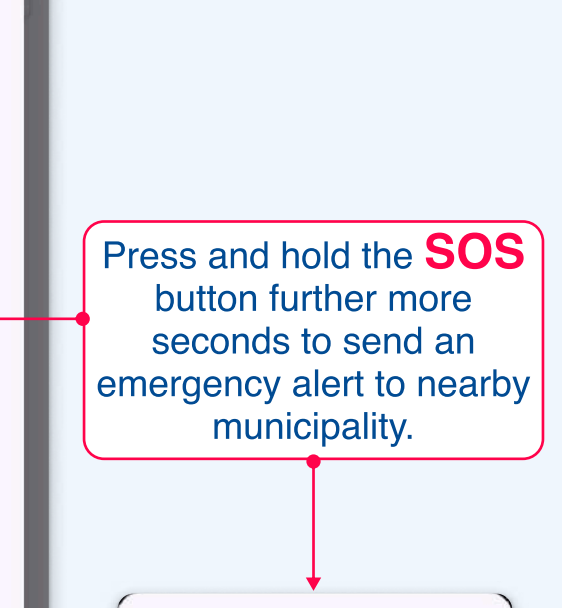 Press and hold the SOS
button further more
seconds to send an
emergency alert to nearby
municipality.